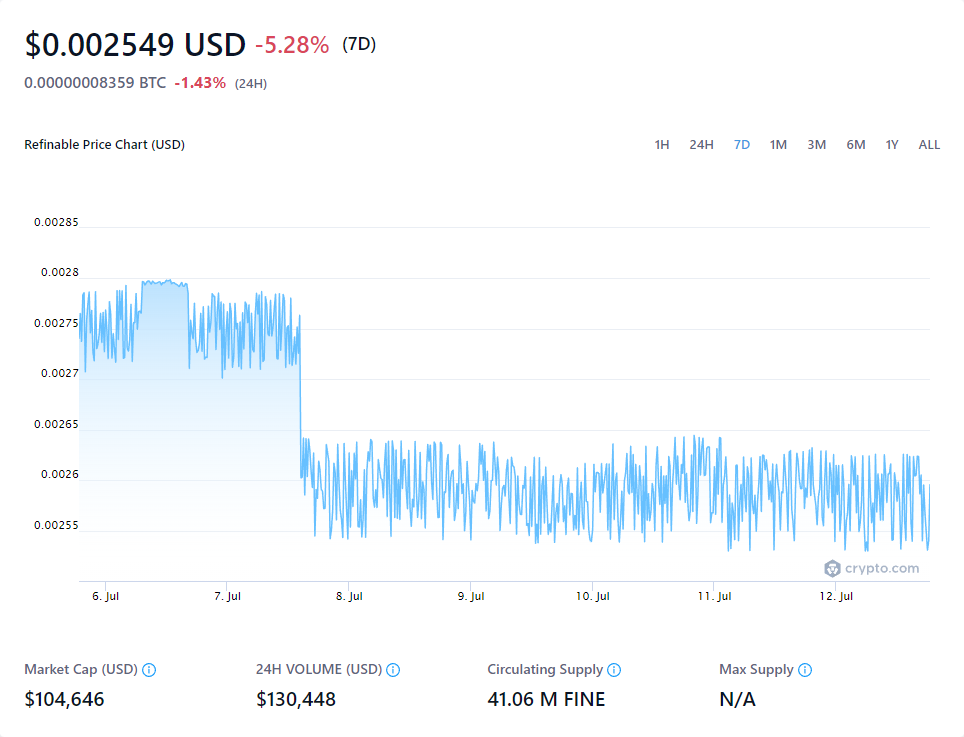 $0.002549 USD -5.28% (7D)
0.00000008359 BTC -1.43% (24H)
Refinable Price Chart (USD)
1H 24H 7D 1M 3M 6M 1Y ALL
0.00285
0.0028
0.00275
0.0027
0.00265
0.0026
0.00255
crypto.com
6. Jul 7. Jul 8. Jul 9. Jul 10. Jul 11. Jul 12. Jul
Market Cap (USD) 24H VOLUME (USD) Circulating Supply Max Supply
$104,646 $130,448 41.06 M FINE N/A